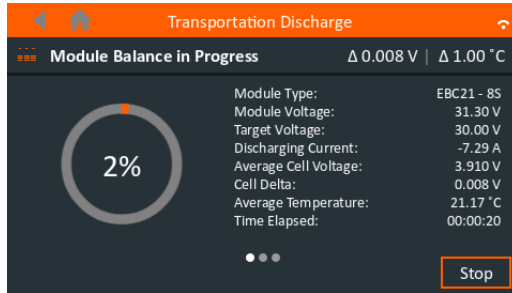 Transportation Discharge
Module Balance in Progress Δ 0.008 V | Δ 1.00 °C
Module Type: EBC21 - 8S
Module Voltage: 31.30 V
Target Voltage: 30.00 V
Discharging Current: -7.29 A
Average Cell Voltage: 3.910 V
Cell Delta: 0.008 V
Average Temperature: 21.17 °C
Time Elapsed: 00:00:20
2%
Stop